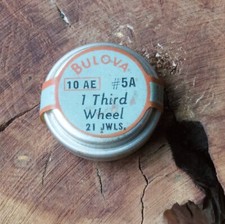 BULOVA
10 AE #5A
1 Third
Wheel
21 JWLS.